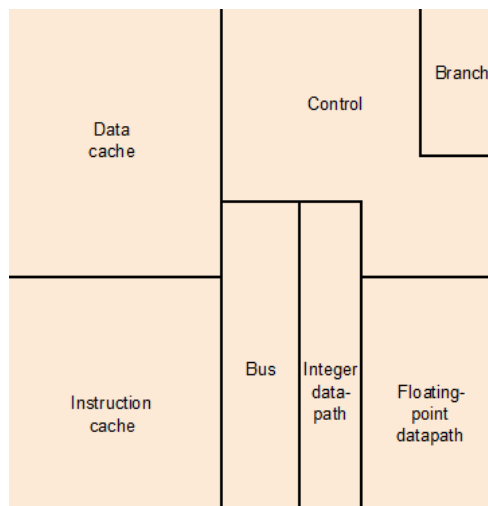 Branch
Control
Data
cache
Bus
Integer
data-
path
Floating-
point
datapath
Instruction
cache